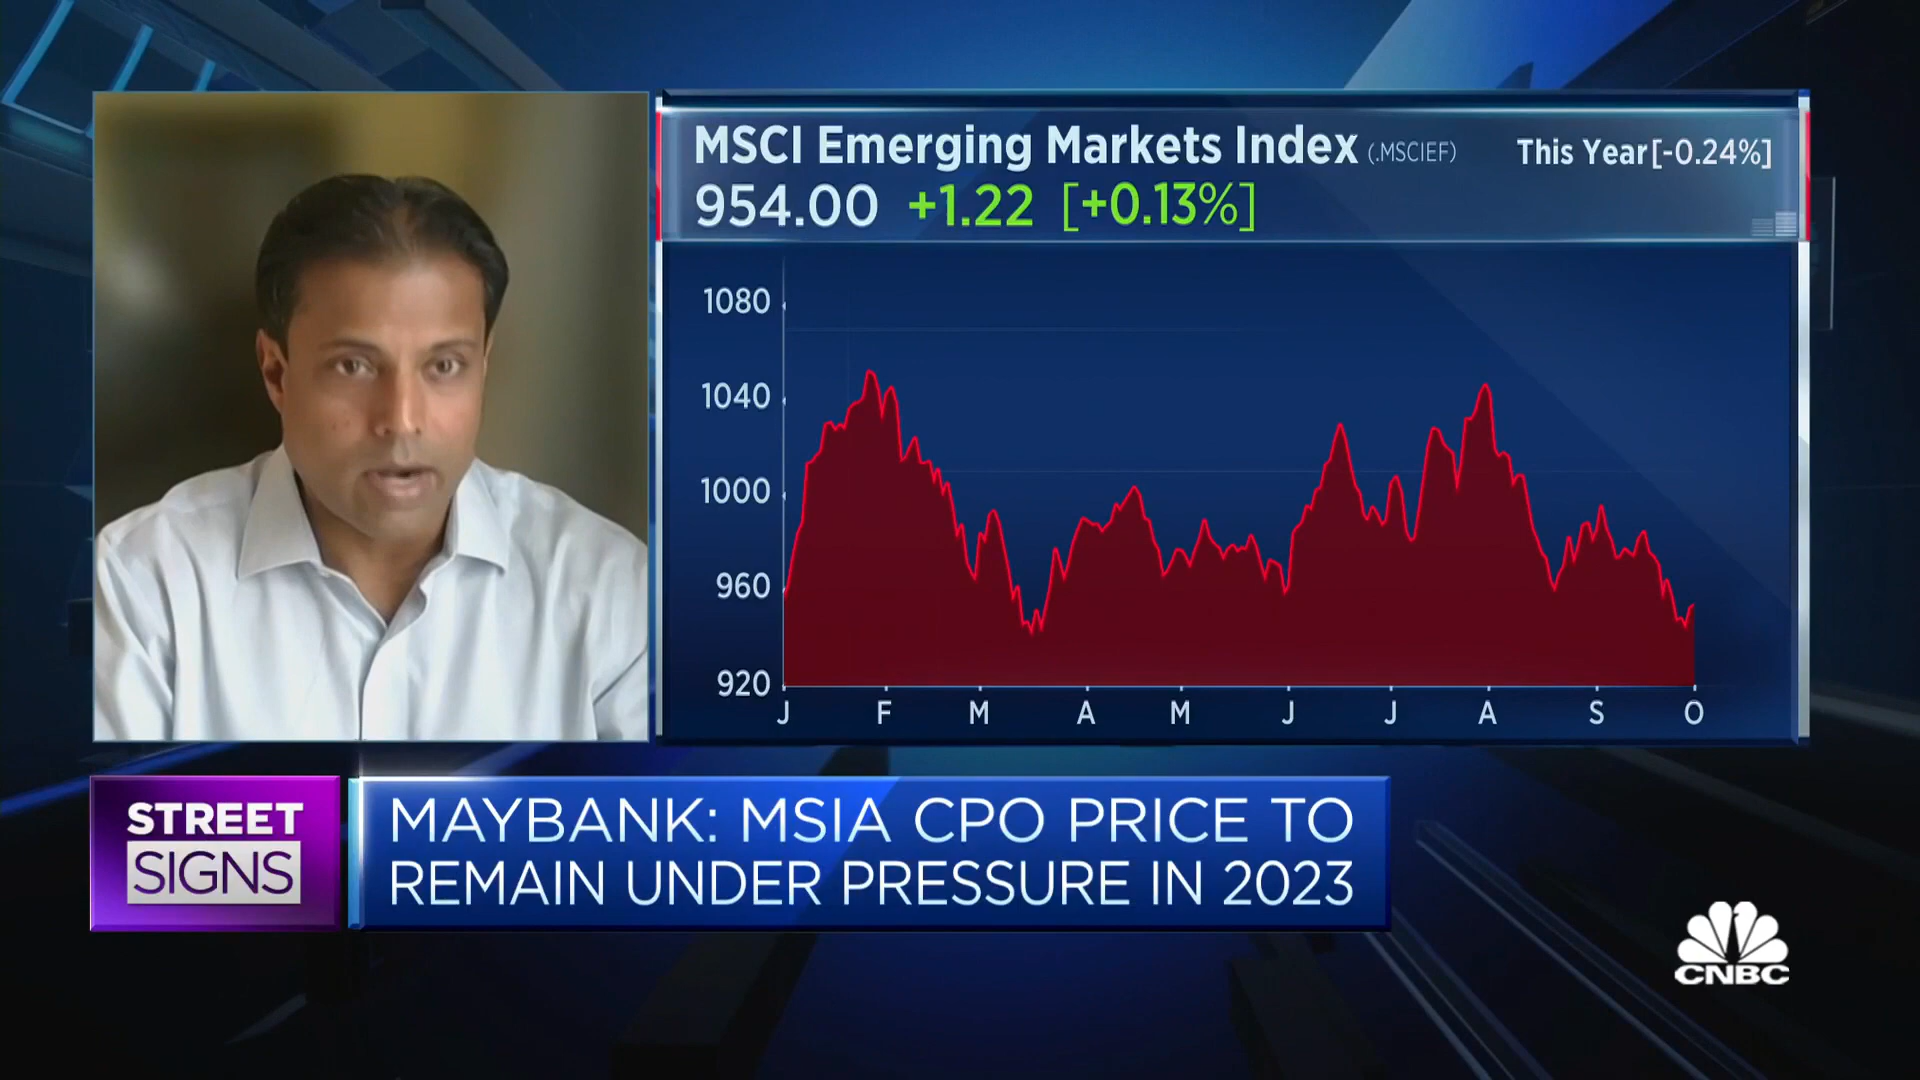 MSCI Emerging Markets Index (.MSCIEF) This Year[-0.24%]
954.00 +1.22 [+0.13%]
1080
1040
1000
960
920
J F M A M J J A S O
STREET
SIGNS
MAYBANK: MSIA CPO PRICE TO
REMAIN UNDER PRESSURE IN 2023
CNBC